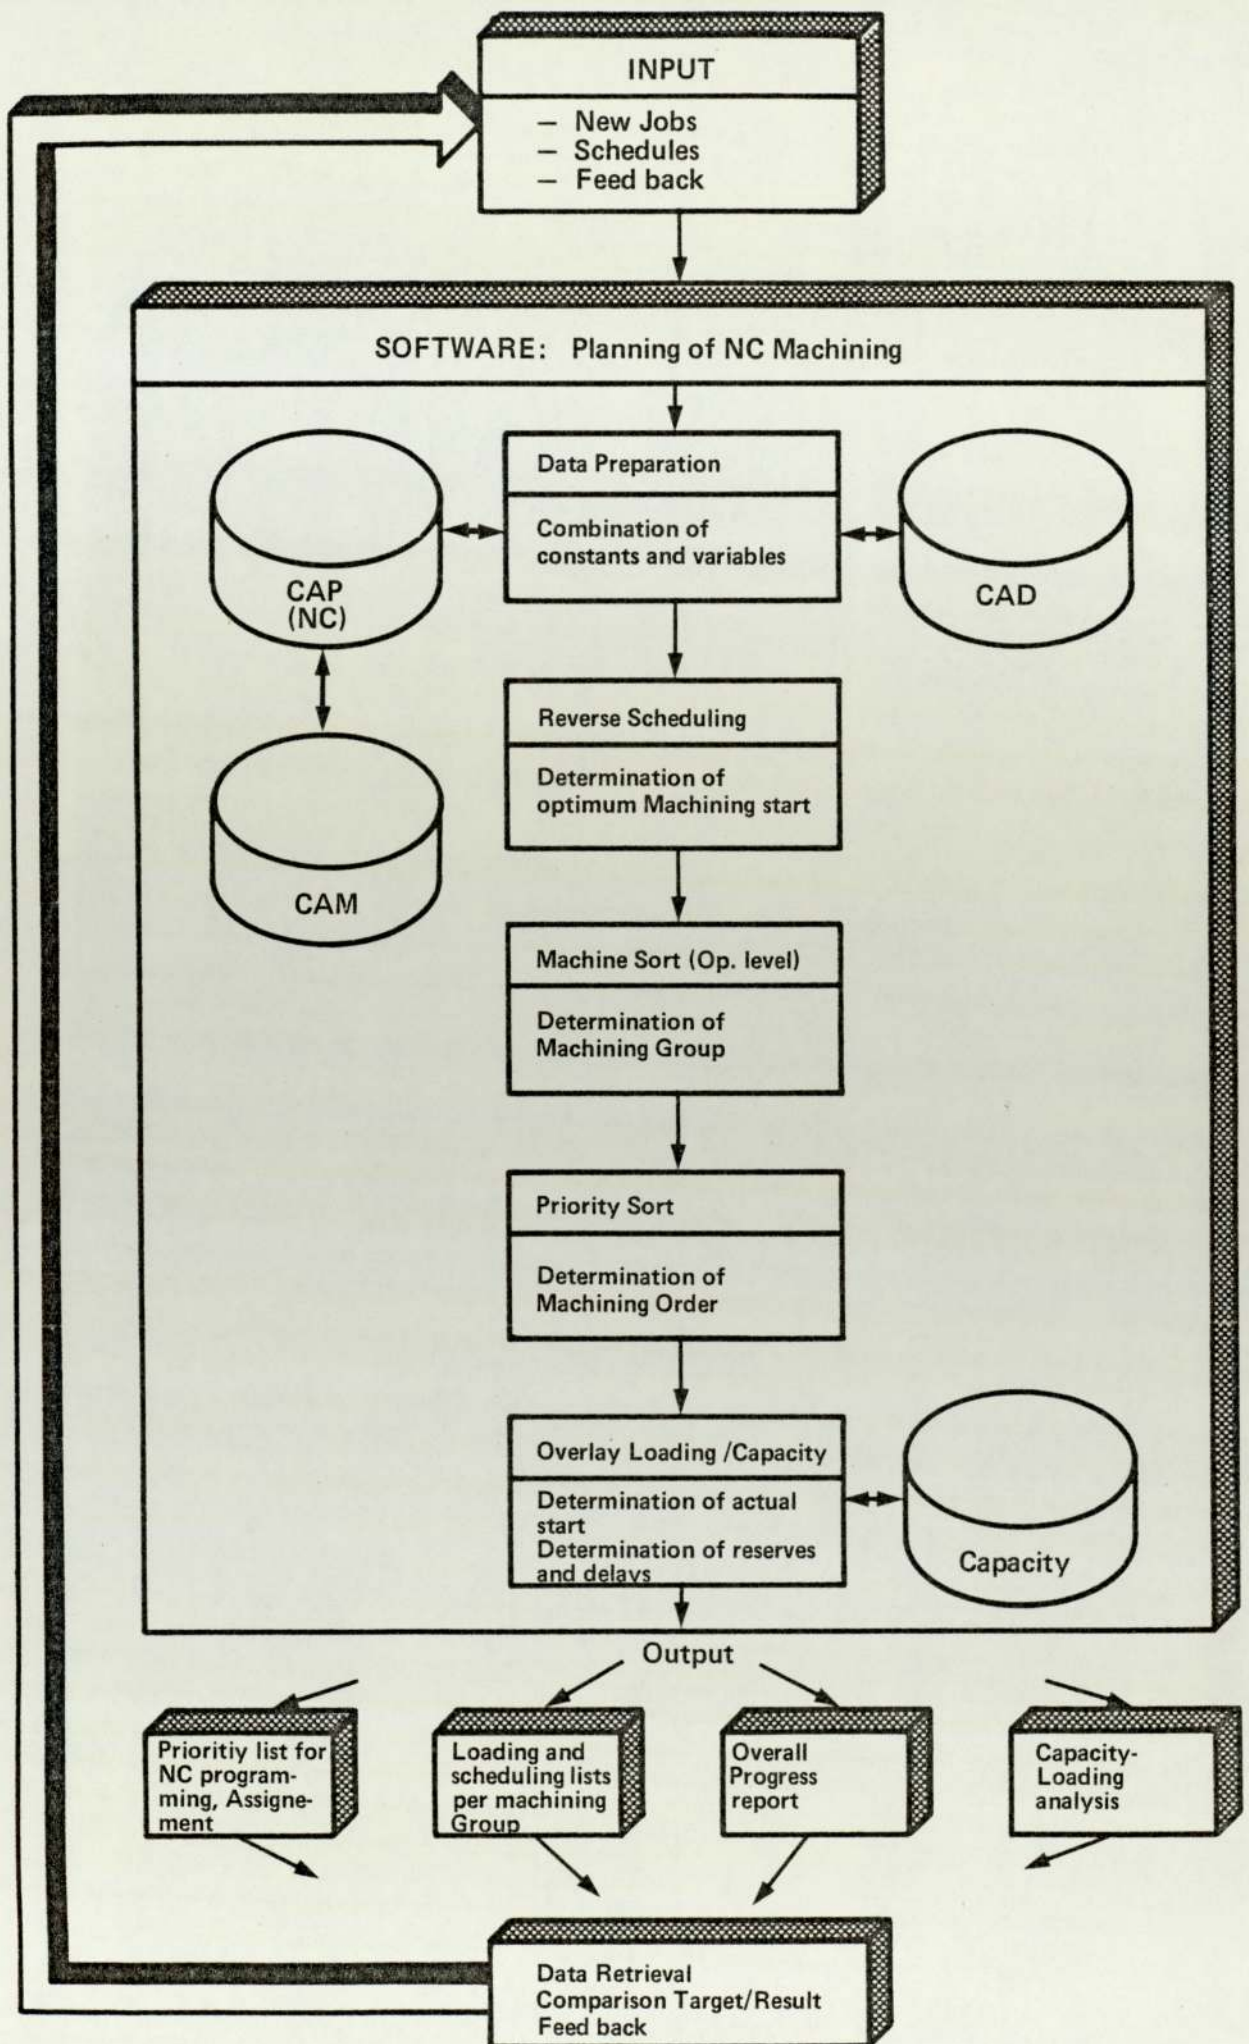 INPUT
– New Jobs
– Schedules
– Feed back
SOFTWARE: Planning of NC Machining
Data Preparation
Combination of
constants and variables
CAP
(NC)
CAD
Reverse Scheduling
Determination of
optimum Machining start
CAM
Machine Sort (Op. level)
Determination of
Machining Group
Priority Sort
Determination of
Machining Order
Overlay Loading /Capacity
Determination of actual
start
Determination of reserves
and delays
Capacity
Output
Prioritiy list for
NC program-
ming, Assigne-
ment
Loading and
scheduling lists
per machining
Group
Overall
Progress
report
Capacity-
Loading
analysis
Data Retrieval
Comparison Target/Result
Feed back